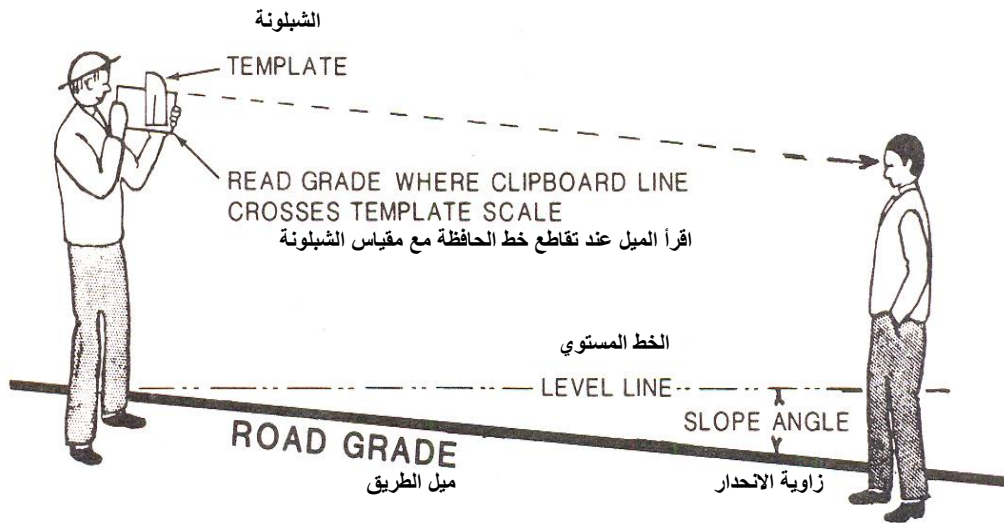 الشبلونة
TEMPLATE
READ GRADE WHERE CLIPBOARD LINE
CROSSES TEMPLATE SCALE
اقرأ الميل عند تقاطع خط الحافظة مع مقياس الشبلونة
الخط المستوي
LEVEL LINE
SLOPE ANGLE
ROAD GRADE
ميل الطريق
زاوية الانحدار